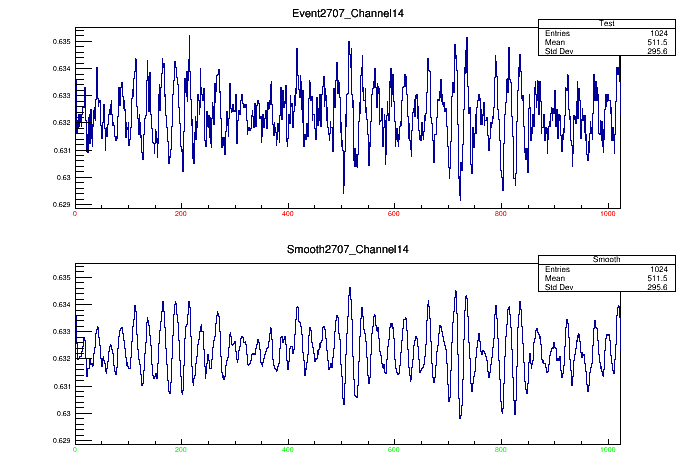 Event2707_Channel14
Test
Entries 1024
Mean 511.5
Std Dev 295.6
0.635
0.634
0.633
0.632
0.631
0.63
0.629
0 200 400 600 800 1000
Smooth2707_Channel14
Smooth
Entries 1024
Mean 511.5
Std Dev 295.6
0.635
0.634
0.633
0.632
0.631
0.63
0.629
0 200 400 600 800 1000